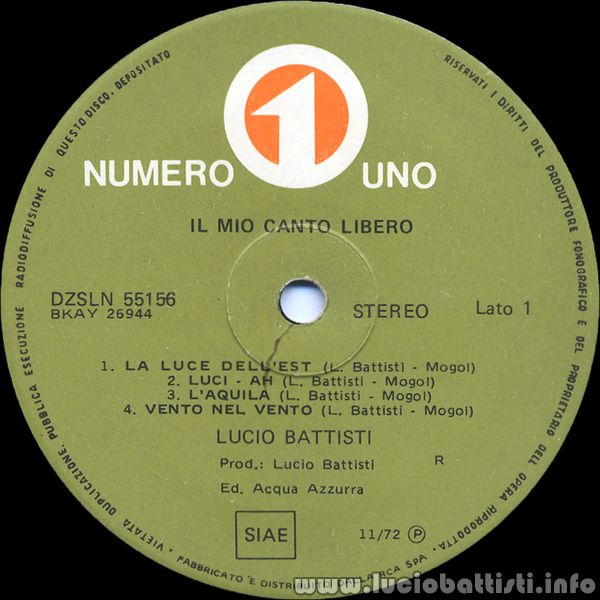 RISERVATI I DIRITTI DEL PRODUTTORE FONOGRAFICO E DEL PROPRIETARIO DELL'OPERA RIPRODOTTA - VIETATA DUPLICAZIONE, PUBBLICA ESECUZIONE RADIODIFFUSIONE DI QUESTO DISCO. DEPOSITATO
1
NUMERO UNO
IL MIO CANTO LIBERO
DZSLN 55156 STEREO Lato 1
BKAY 26944
1. LA LUCE DELL'EST (L. Battisti - Mogol)
2. LUCI - AH (L. Battisti - Mogol)
3. L'AQUILA (L. Battisti - Mogol)
4. VENTO NEL VENTO (L. Battisti - Mogol)
LUCIO BATTISTI
Prod.: Lucio Battisti R
Ed. Acqua Azzurra
SIAE 11/72 Ⓟ
FABBRICATO E DISTRIBUITO SPA
www.luciobattisti.info